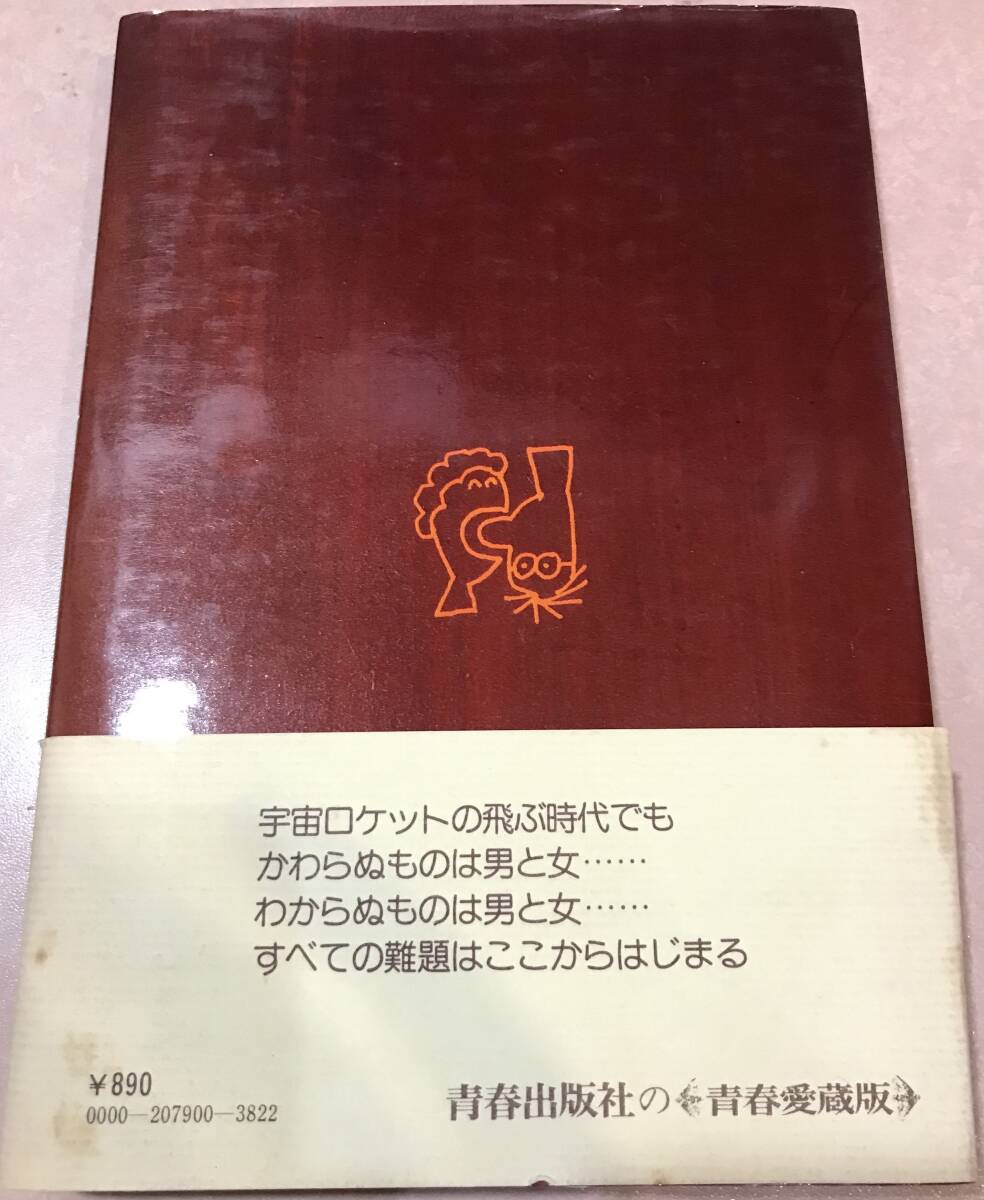 宇宙ロケットの飛ぶ時代でも
かわらぬものは男と女……
わからぬものは男と女……
すべての難題はここからはじまる
¥890
0000—207900—3822
青春出版社の青春愛蔵版